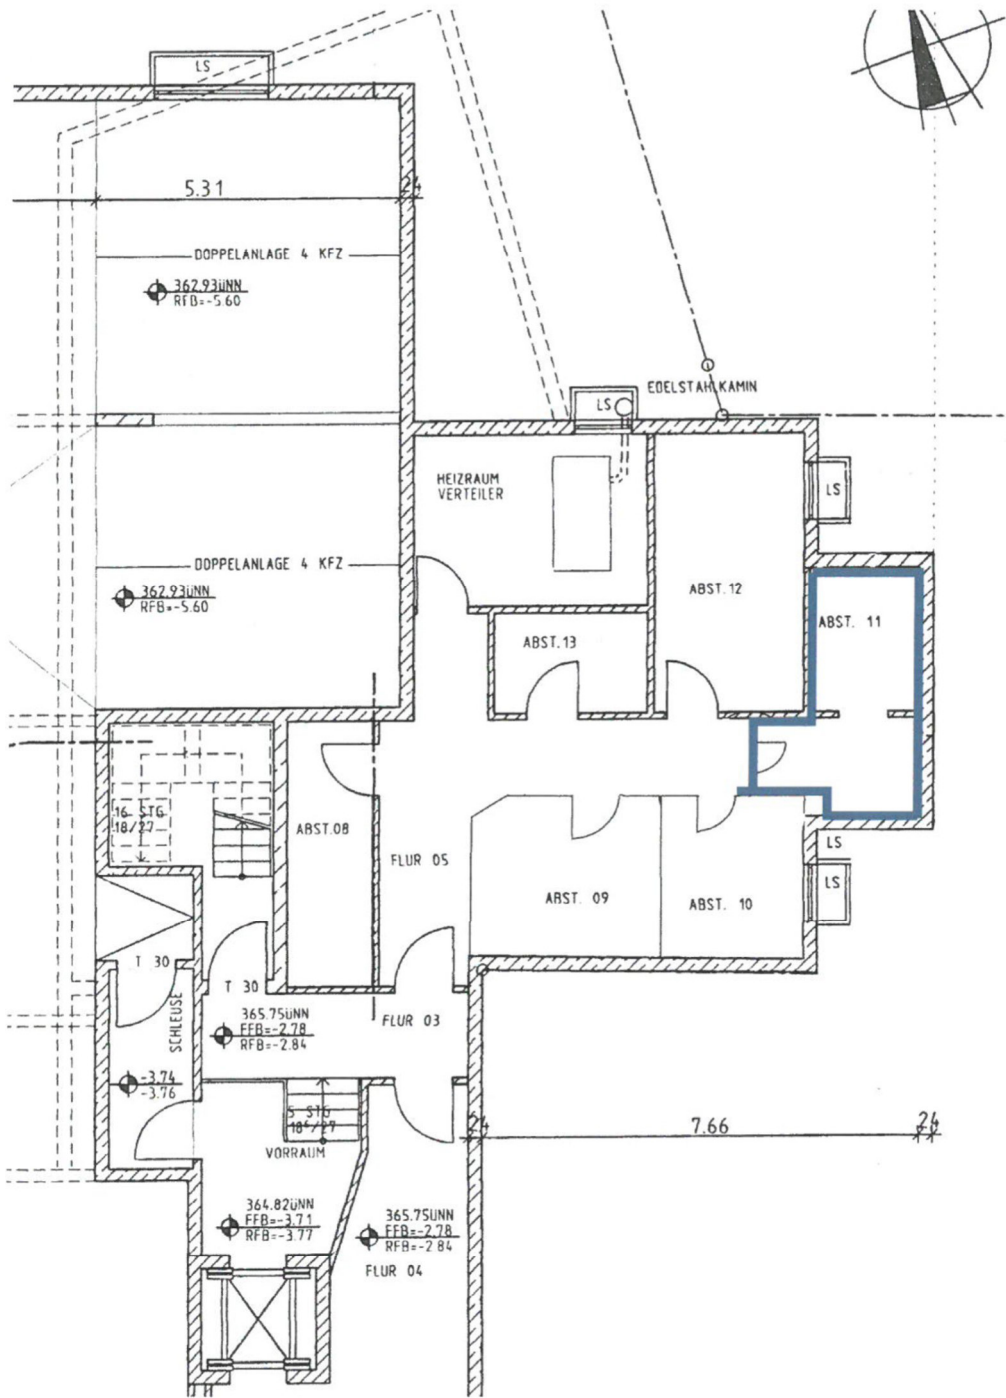 LS
5.31
24
DOPPELANLAGE 4 KFZ
362.93ÜNN
RFB=-5.60
EDELSTAHLKAMIN
LS
HEIZRAUM
VERTEILER
LS
DOPPELANLAGE 4 KFZ
362.93ÜNN
RFB=-5.60
ABST.12
ABST. 11
ABST.13
16 STG
18/27
ABST.08
FLUR 05
LS
LS
ABST. 09
ABST. 10
T 30
T 30
SCHLEUSE
365.75ÜNN
FFB=-2.78
RFB=-2.84
FLUR 03
-3.74
-3.76
5 STG
18⁶/27
24
7.66
24
VORRAUM
364.82ÜNN
FFB=-3.71
RFB=-3.77
365.75ÜNN
FFB=-2.78
RFB=-2.84
FLUR 04